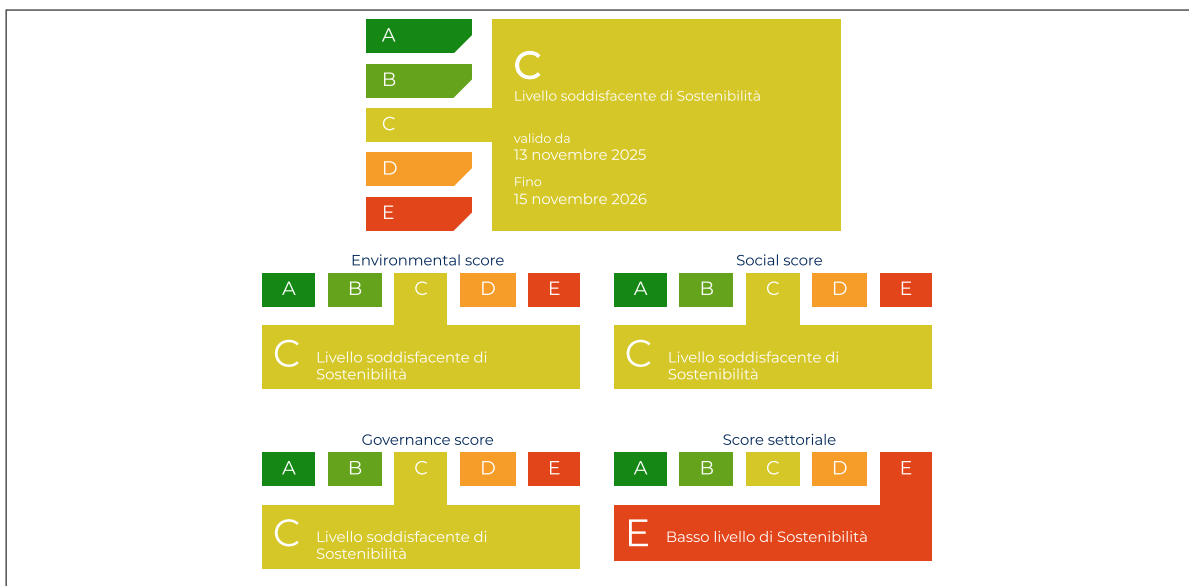 A
B
C
D
E
C
Livello soddisfacente di Sostenibilità
valido da
13 novembre 2025
Fino
15 novembre 2026
Environmental score
A B C D E
C Livello soddisfacente di
Sostenibilità
Social score
A B C D E
C Livello soddisfacente di
Sostenibilità
Governance score
A B C D E
C Livello soddisfacente di
Sostenibilità
Score settoriale
A B C D E
E Basso livello di Sostenibilità